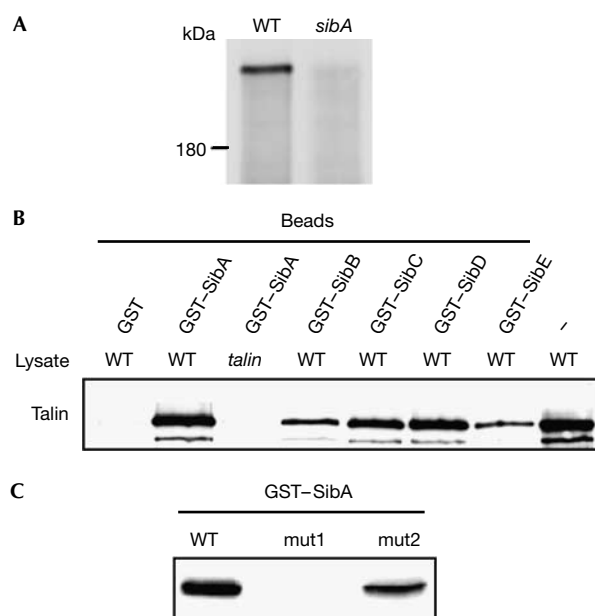 A
kDa
WT sibA
180
B
Beads
GST GST–SibA GST–SibA GST–SibB GST–SibC GST–SibD GST–SibE –
Lysate WT WT talin WT WT WT WT WT
Talin
C
GST–SibA
WT mut1 mut2